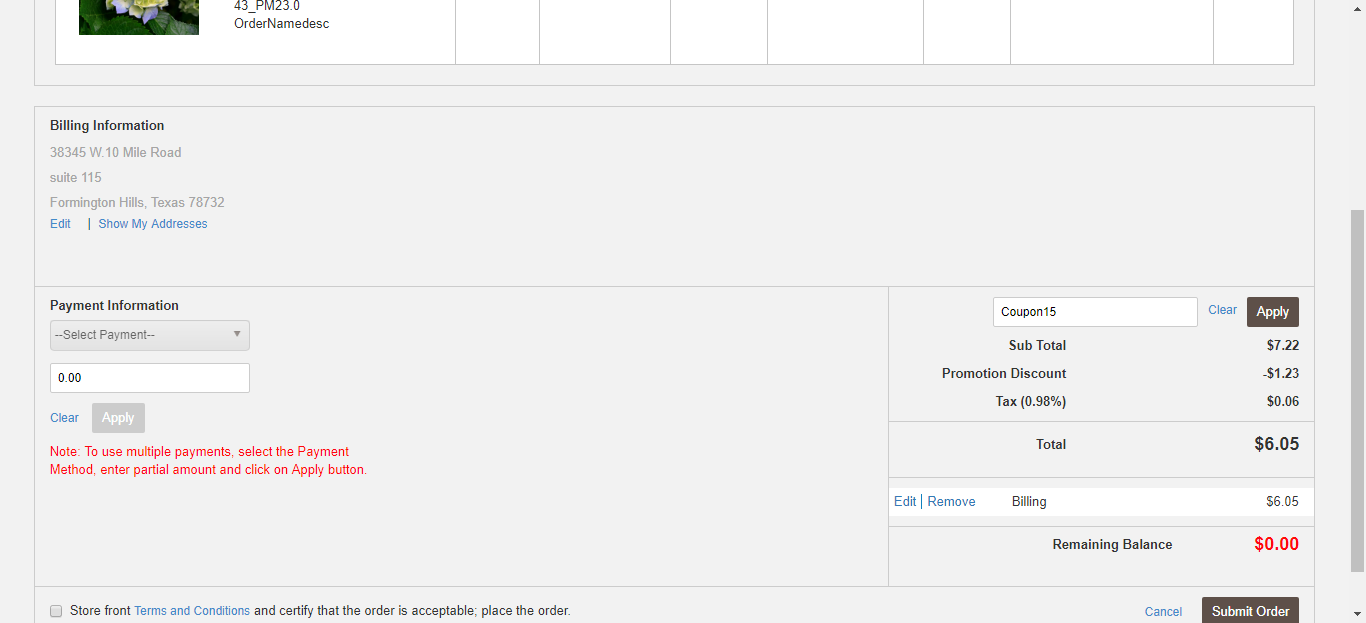 43_PM23.0
OrderNamedesc
Billing Information
38345 W.10 Mile Road
suite 115
Formington Hills, Texas 78732
Edit | Show My Addresses
Payment Information
--Select Payment--
0.00
Clear Apply
Note: To use multiple payments, select the Payment
Method, enter partial amount and click on Apply button.
Coupon15 Clear Apply
Sub Total $7.22
Promotion Discount -$1.23
Tax (0.98%) $0.06
Total $6.05
Edit | Remove Billing $6.05
Remaining Balance $0.00
Store front Terms and Conditions and certify that the order is acceptable; place the order.
Cancel Submit Order